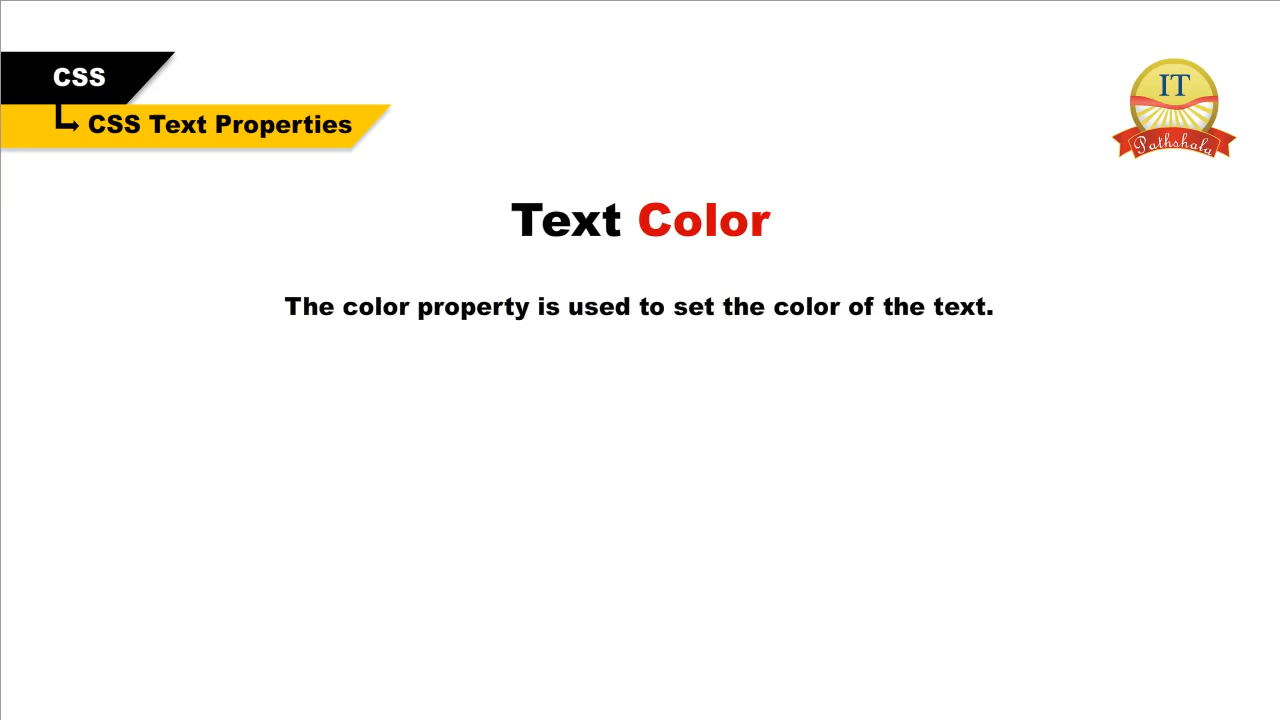 CSS
CSS Text Properties
IT
Pathshala
Text Color
The color property is used to set the color of the text.